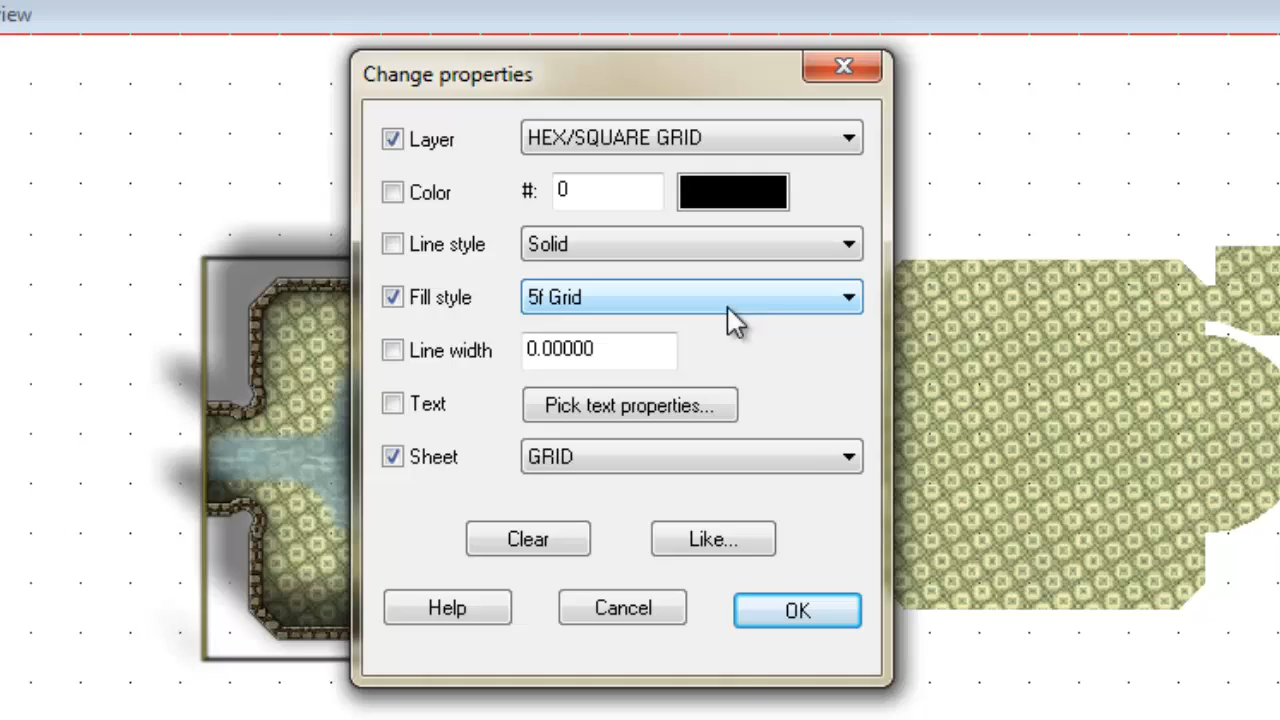 iew
Change properties
Layer HEX/SQUARE GRID
Color #: 0
Line style Solid
Fill style 5f Grid
Line width 0.00000
Text Pick text properties...
Sheet GRID
Clear Like...
Help Cancel OK